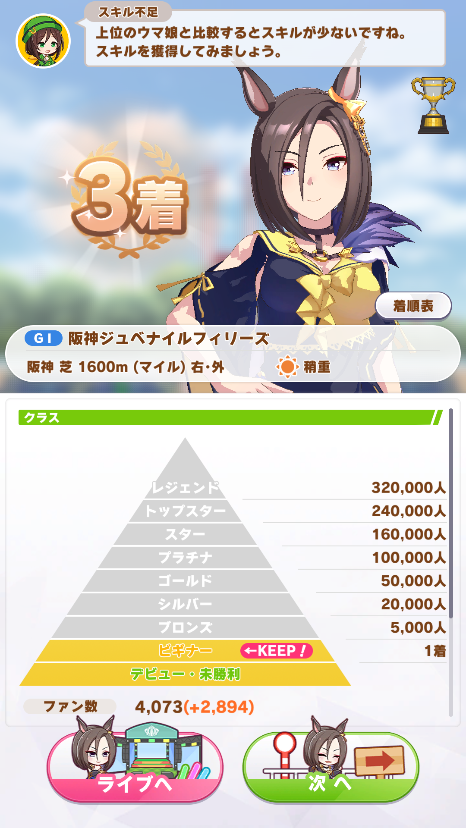 スキル不足
上位のウマ娘と比較するとスキルが少ないですね。
スキルを獲得してみましょう。
3着
着順表
GI 阪神ジュベナイルフィリーズ
阪神 芝 1600m (マイル) 右・外 稍重
クラス
レジェンド 320,000人
トップスター 240,000人
スター 160,000人
プラチナ 100,000人
ゴールド 50,000人
シルバー 20,000人
ブロンズ 5,000人
ビギナー ←KEEP! 1着
デビュー・未勝利
ファン数 4,073(+2,894)
ライブへ
次へ